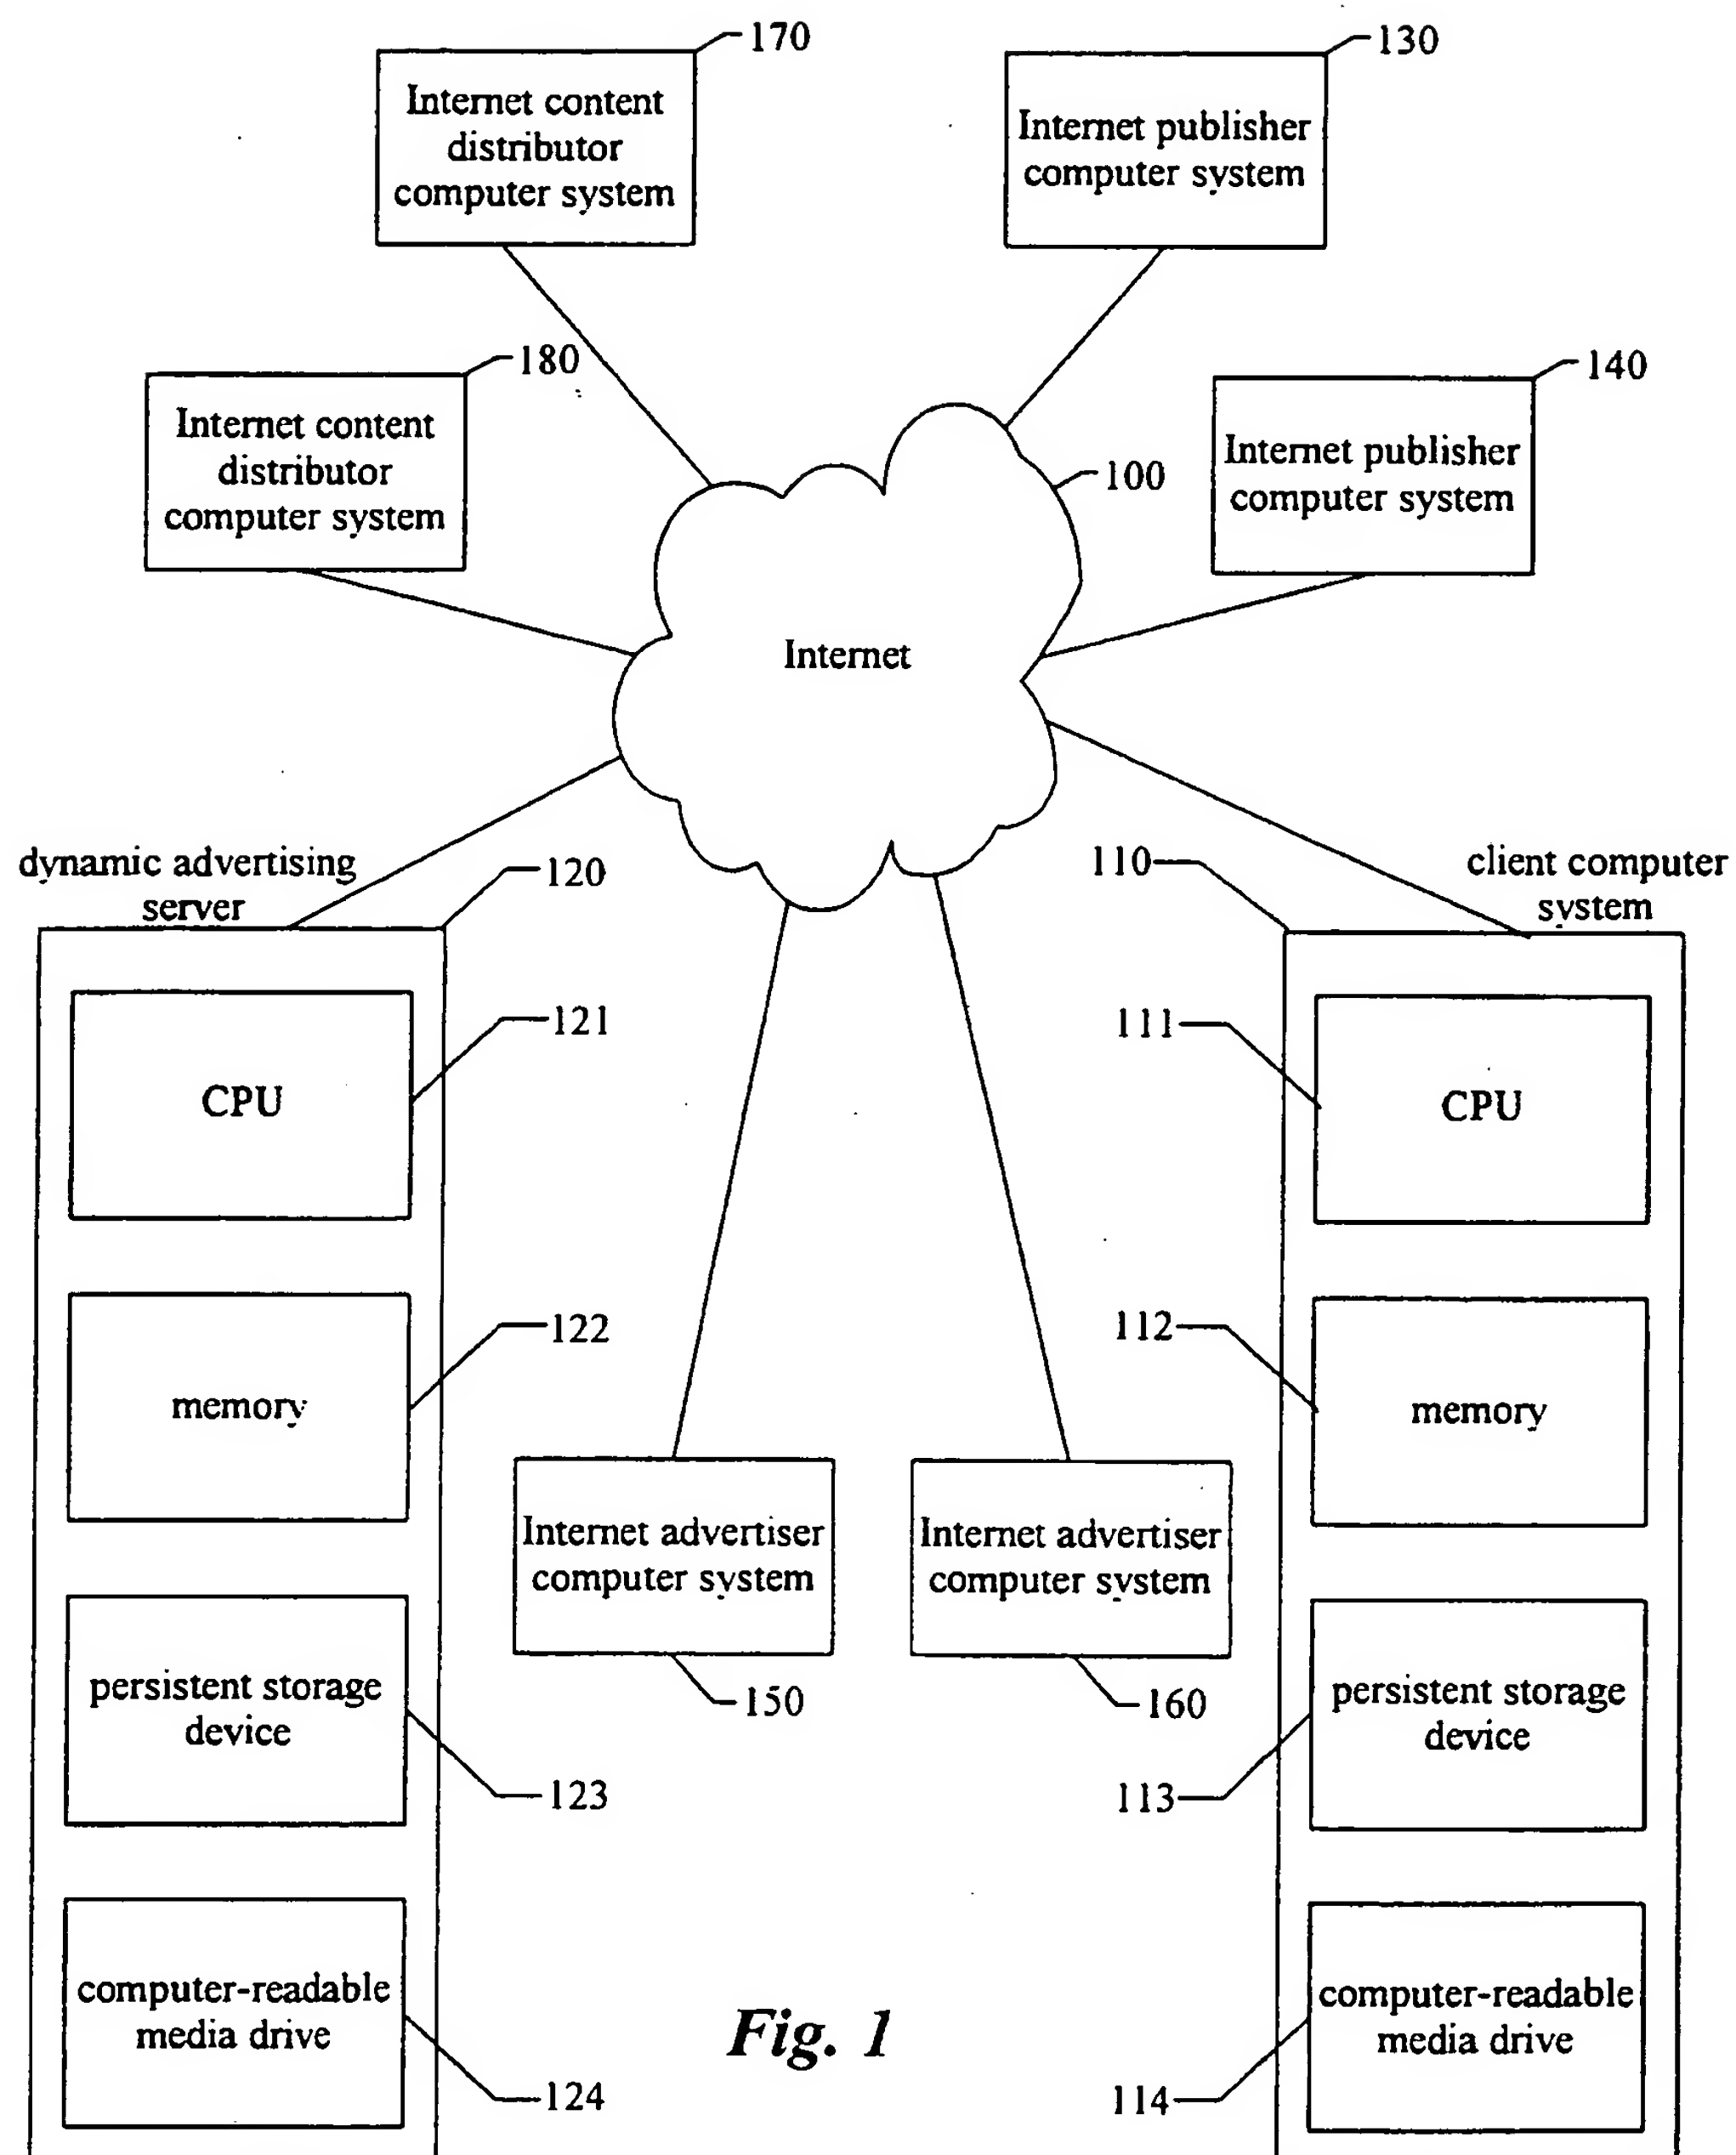 170
Internet content
distributor
computer system
130
Internet publisher
computer system
180
Internet content
distributor
computer system
140
Internet publisher
computer system
100
Internet
dynamic advertising
server
120
110
client computer
system
CPU
121
111
CPU
memory
122
112
memory
Internet advertiser
computer system
150
Internet advertiser
computer system
160
persistent storage
device
123
113
persistent storage
device
computer-readable
media drive
124
Fig. 1
114
computer-readable
media drive